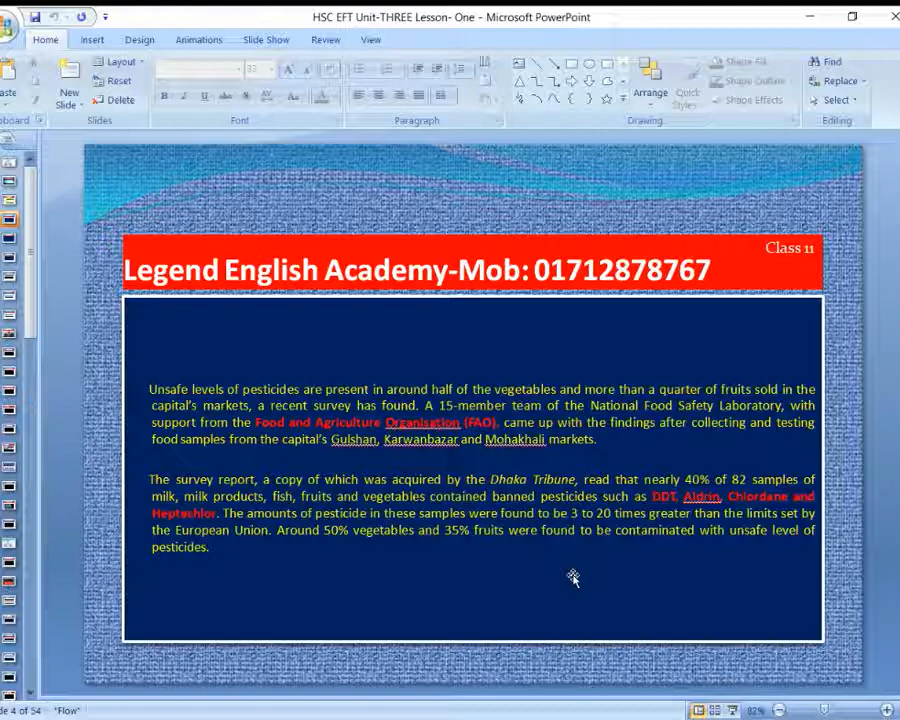 HSC EFT Unit-THREE Lesson- One - Microsoft PowerPoint
Home Insert Design Animations Slide Show Review View
Layout
Reset
New Slide
Delete
Slides
Font
Paragraph
Arrange
Quick Styles
Shape Fill
Shape Outline
Shape Effects
Drawing
Find
Replace
Select
Editing
Class 11
Legend English Academy-Mob: 01712878767
Unsafe levels of pesticides are present in around half of the vegetables and more than a quarter of fruits sold in the
capital's markets, a recent survey has found. A 15-member team of the National Food Safety Laboratory, with
support from the Food and Agriculture Organisation (FAO), came up with the findings after collecting and testing
food samples from the capital's Gulshan, Karwanbazar and Mohakhali markets.
The survey report, a copy of which was acquired by the Dhaka Tribune, read that nearly 40% of 82 samples of
milk, milk products, fish, fruits and vegetables contained banned pesticides such as DDT, Aldrin, Chlordane and
Heptachlor. The amounts of pesticide in these samples were found to be 3 to 20 times greater than the limits set by
the European Union. Around 50% vegetables and 35% fruits were found to be contaminated with unsafe level of
pesticides.
de 4 of 54 "Flow" 82%